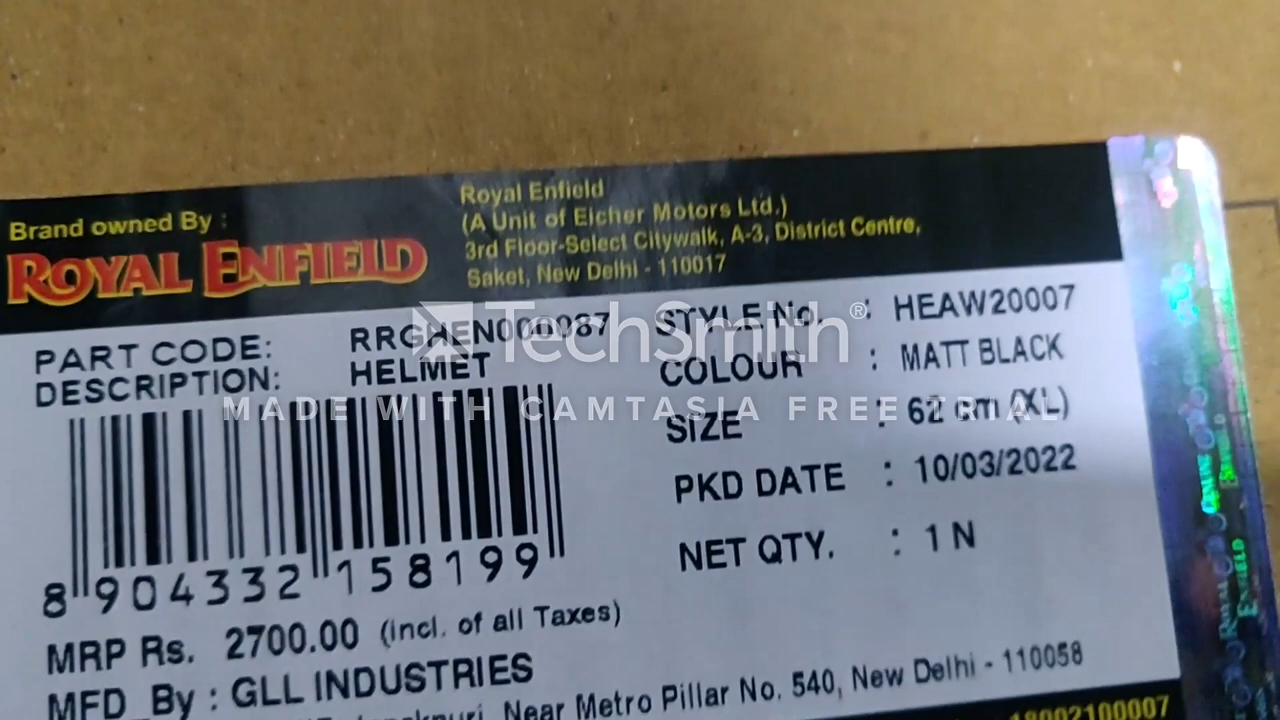 Brand owned By :
ROYAL ENFIELD
Royal Enfield
(A Unit of Eicher Motors Ltd.)
3rd Floor-Select Citywalk, A-3, District Centre,
Saket, New Delhi - 110017
PART CODE: RRGHEN000087
DESCRIPTION: HELMET
STYLE No. : HEAW20007
COLOUR : MATT BLACK
SIZE : 62 cm (XL)
PKD DATE : 10/03/2022
NET QTY. : 1 N
TechSmith®
MADE WITH CAMTASIA FREE TRIAL
8 904332 158199
MRP Rs. 2700.00 (incl. of all Taxes)
MFD By : GLL INDUSTRIES
Near Metro Pillar No. 540, New Delhi - 110058
18002100007
ROYAL ENFIELD